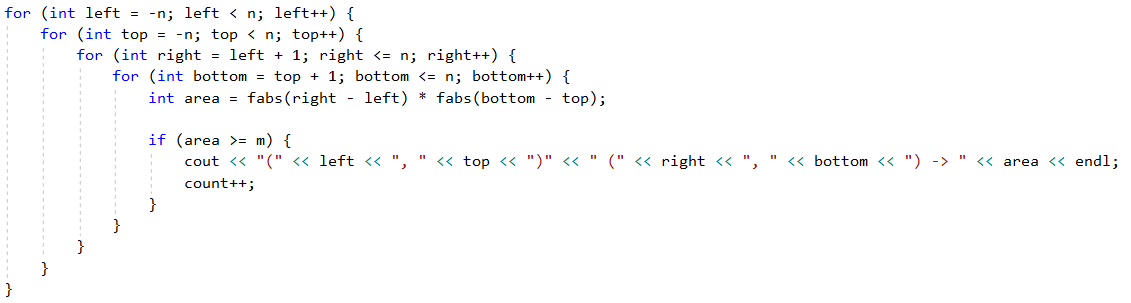 for (int left = -n; left < n; left++) {
    for (int top = -n; top < n; top++) {
        for (int right = left + 1; right <= n; right++) {
            for (int bottom = top + 1; bottom <= n; bottom++) {
                int area = fabs(right - left) * fabs(bottom - top);

                if (area >= m) {
                    cout << "(" << left << ", " << top << ")" << " (" << right << ", " << bottom << ") -> " << area << endl;
                    count++;
                }
            }
        }
    }
}